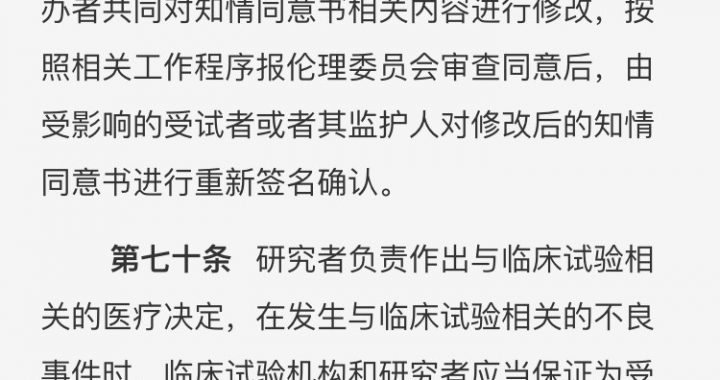 办者共同对知情同意书相关内容进行修改，按
照相关工作程序报伦理委员会审查同意后，由
受影响的受试者或者其监护人对修改后的知情
同意书进行重新签名确认。
第七十条 研究者负责作出与临床试验相
关的医疗决定，在发生与临床试验相关的不良
事件时，临床试验机构和研究者应当保证为受